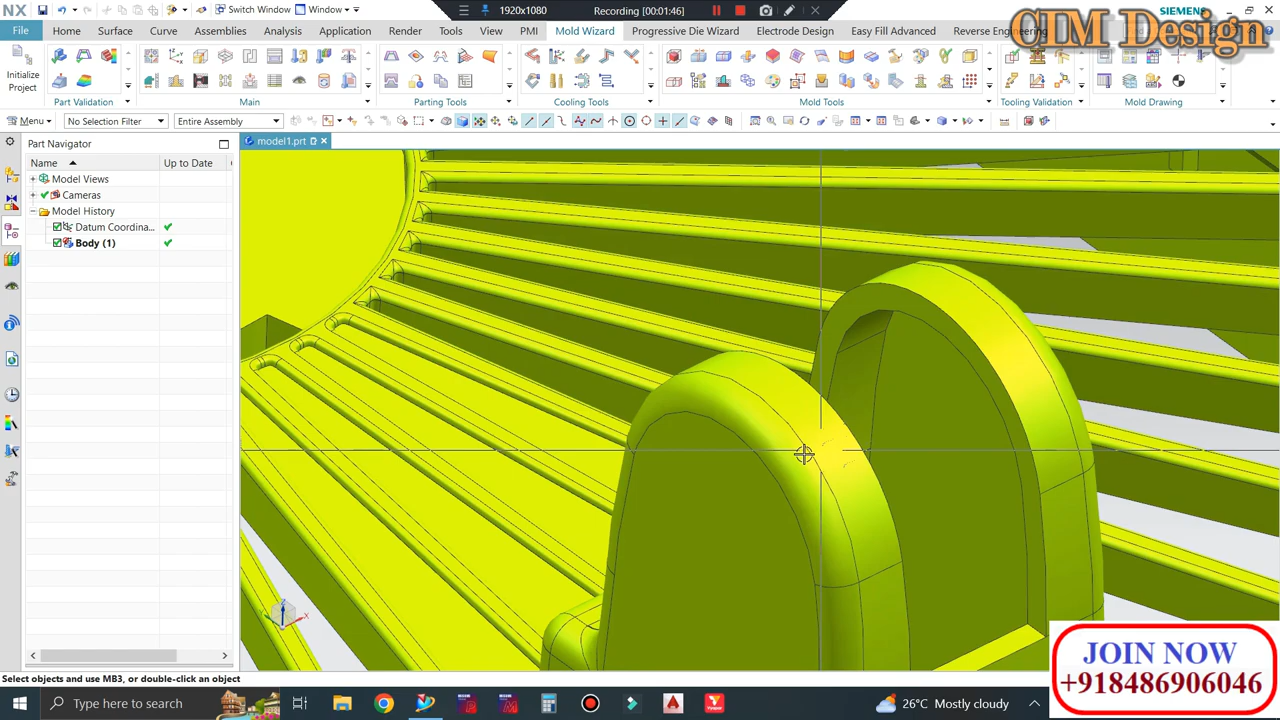 NX
Switch Window
Window
1920x1080
Recording [00:01:46]
SIEMENS
CIM Design
File
Home
Surface
Curve
Assemblies
Analysis
Application
Render
Tools
View
PMI
Mold Wizard
Progressive Die Wizard
Electrode Design
Easy Fill Advanced
Reverse Engineering
Initialize
Project
Part Validation
Main
Parting Tools
Cooling Tools
Mold Tools
Tooling Validation
Mold Drawing
Menu
No Selection Filter
Entire Assembly
Part Navigator
model1.prt
Name
Up to Date
Model Views
Cameras
Model History
Datum Coordina...
Body (1)
Select objects and use MB3, or double-click an object
JOIN NOW
+918486906046
Type here to search
26°C Mostly cloudy